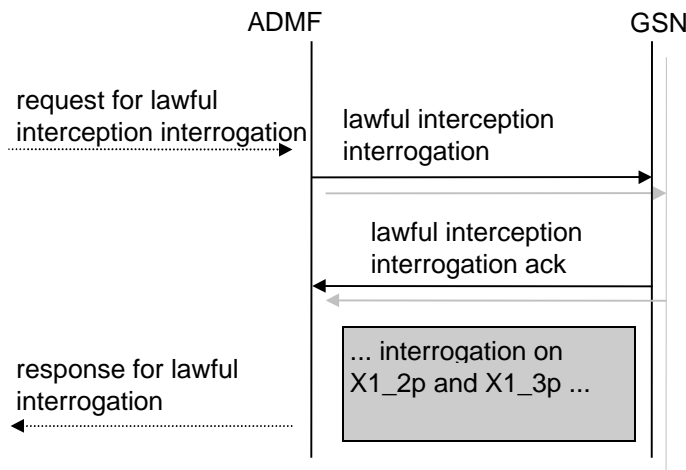 ADMF
GSN
request for lawful
interception interrogation
lawful interception
interrogation
lawful interception
interrogation ack
... interrogation on
X1_2p and X1_3p ...
response for lawful
interrogation